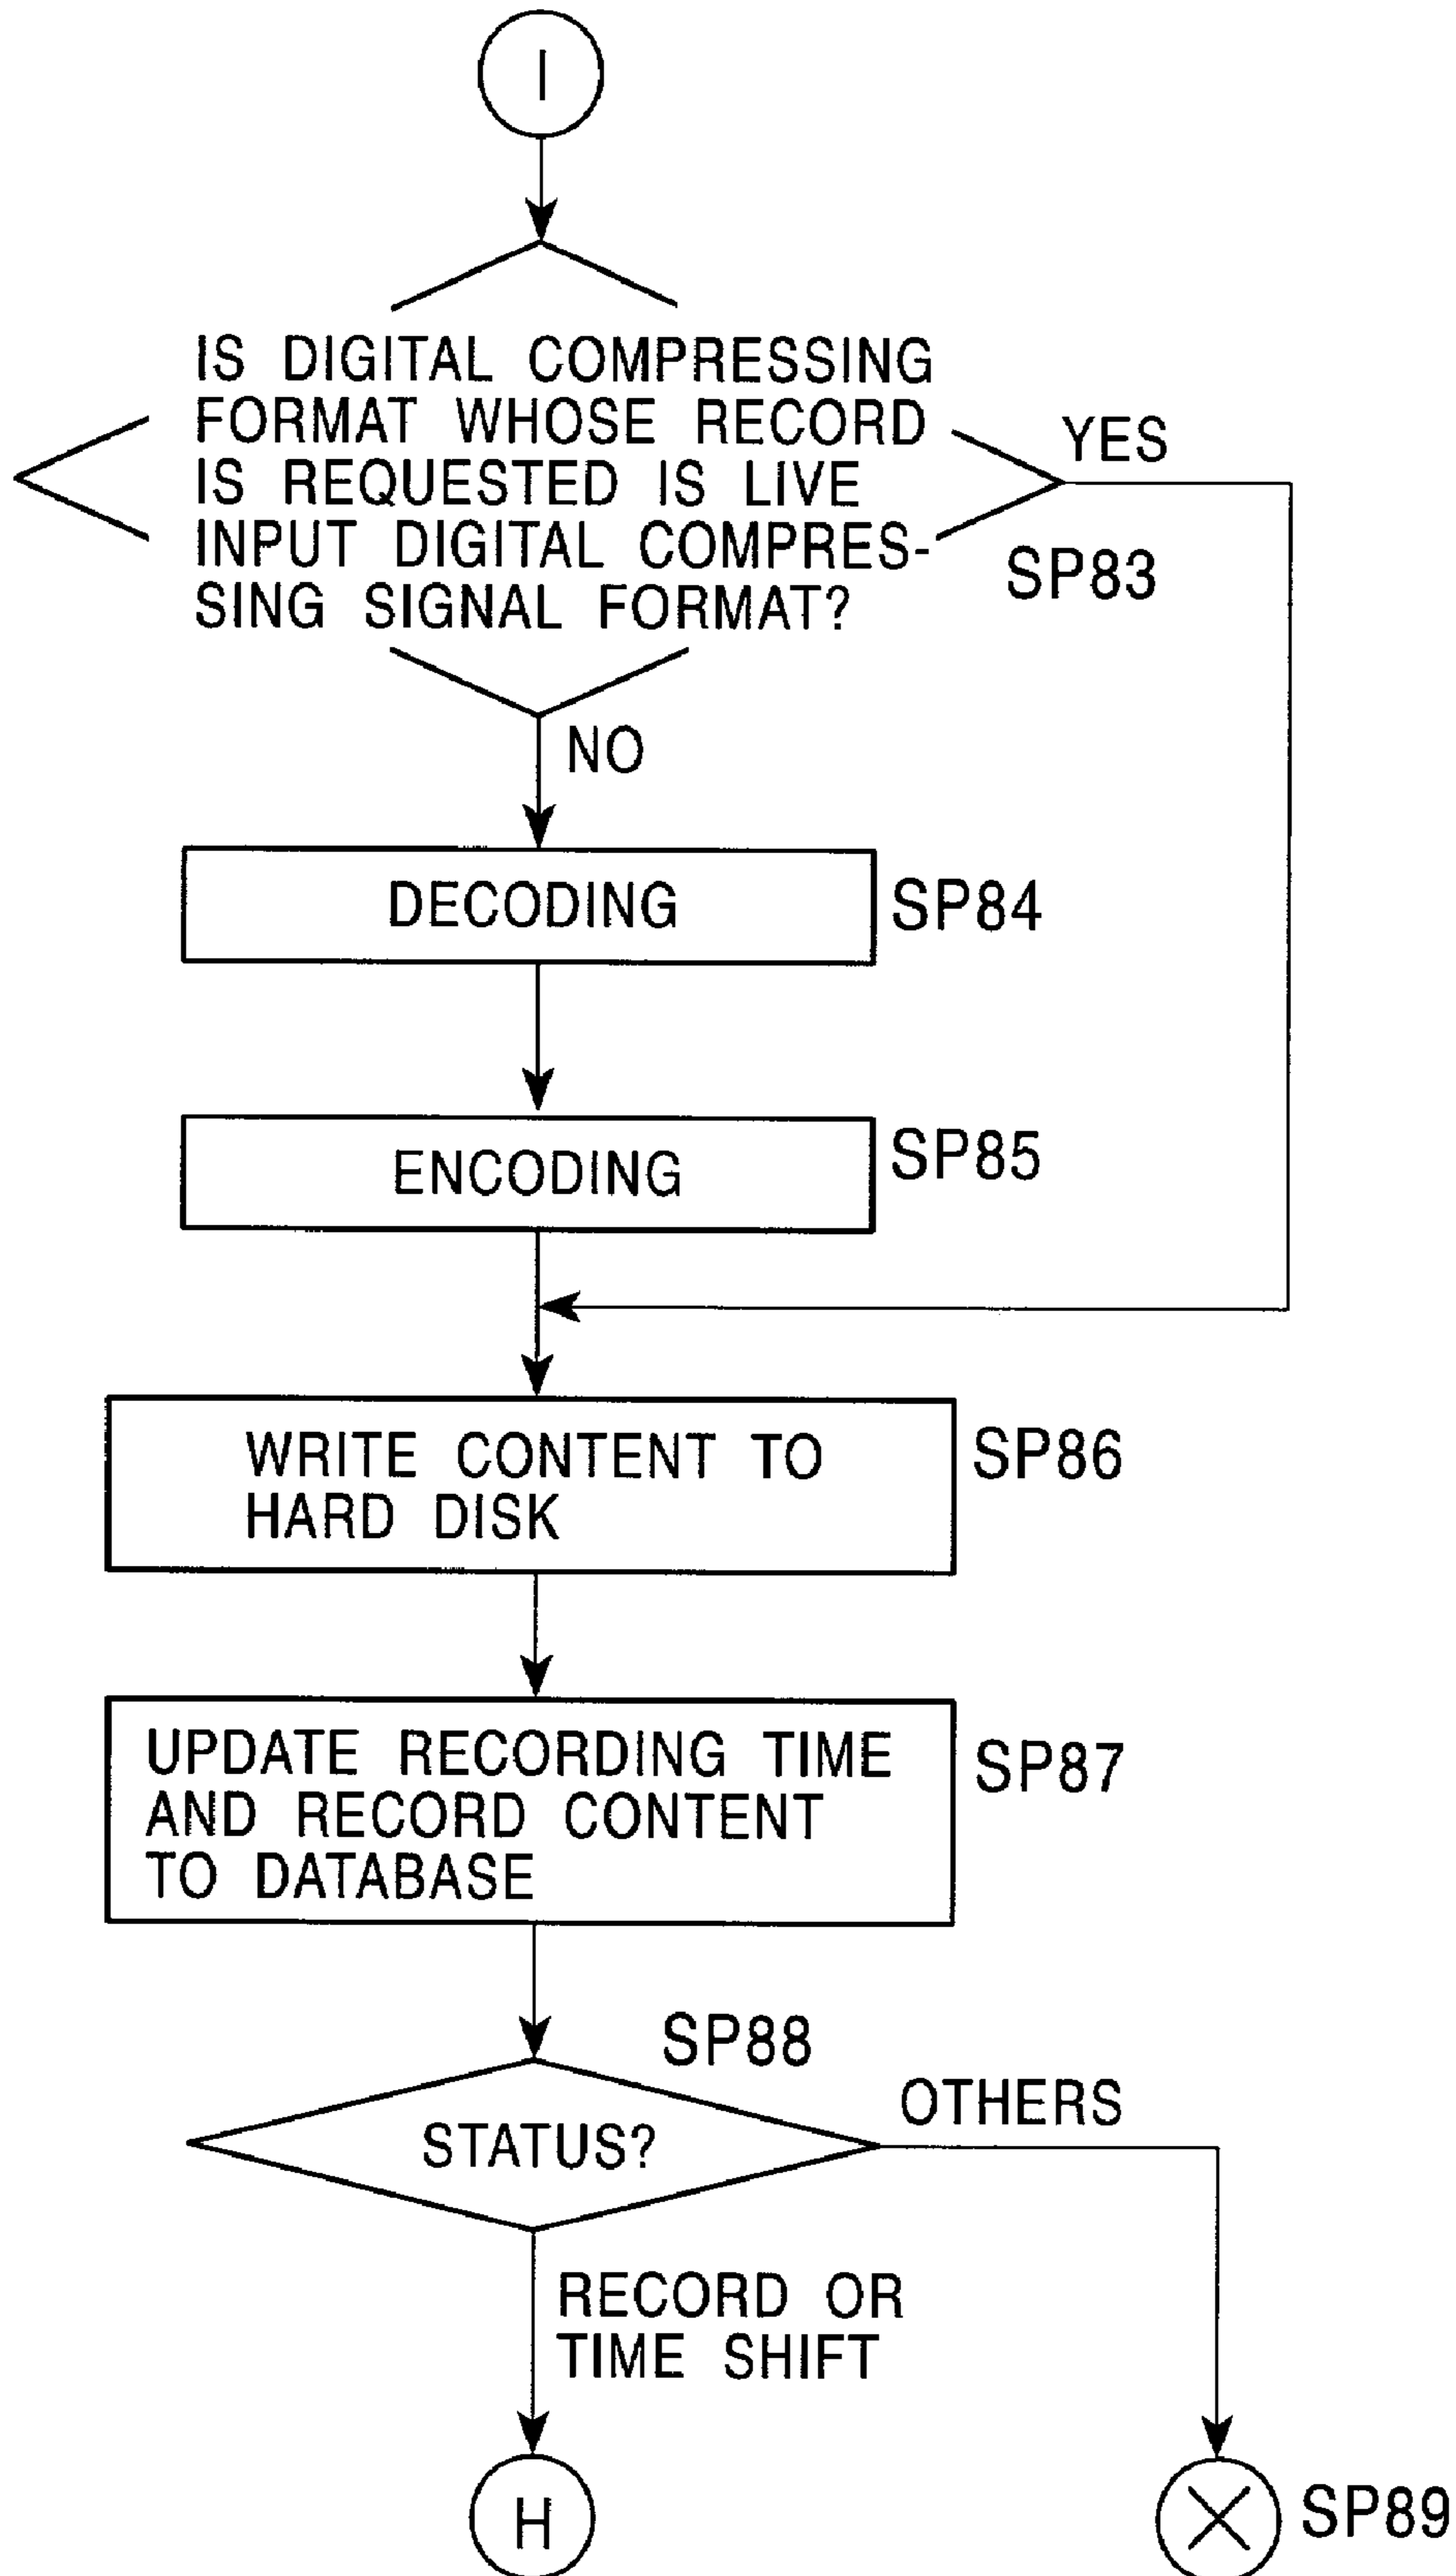 I
IS DIGITAL COMPRESSING
FORMAT WHOSE RECORD
IS REQUESTED IS LIVE
INPUT DIGITAL COMPRES-
SING SIGNAL FORMAT?
YES
SP83
NO
DECODING
SP84
ENCODING
SP85
WRITE CONTENT TO
HARD DISK
SP86
UPDATE RECORDING TIME
AND RECORD CONTENT
TO DATABASE
SP87
SP88
STATUS?
OTHERS
RECORD OR
TIME SHIFT
H
SP89